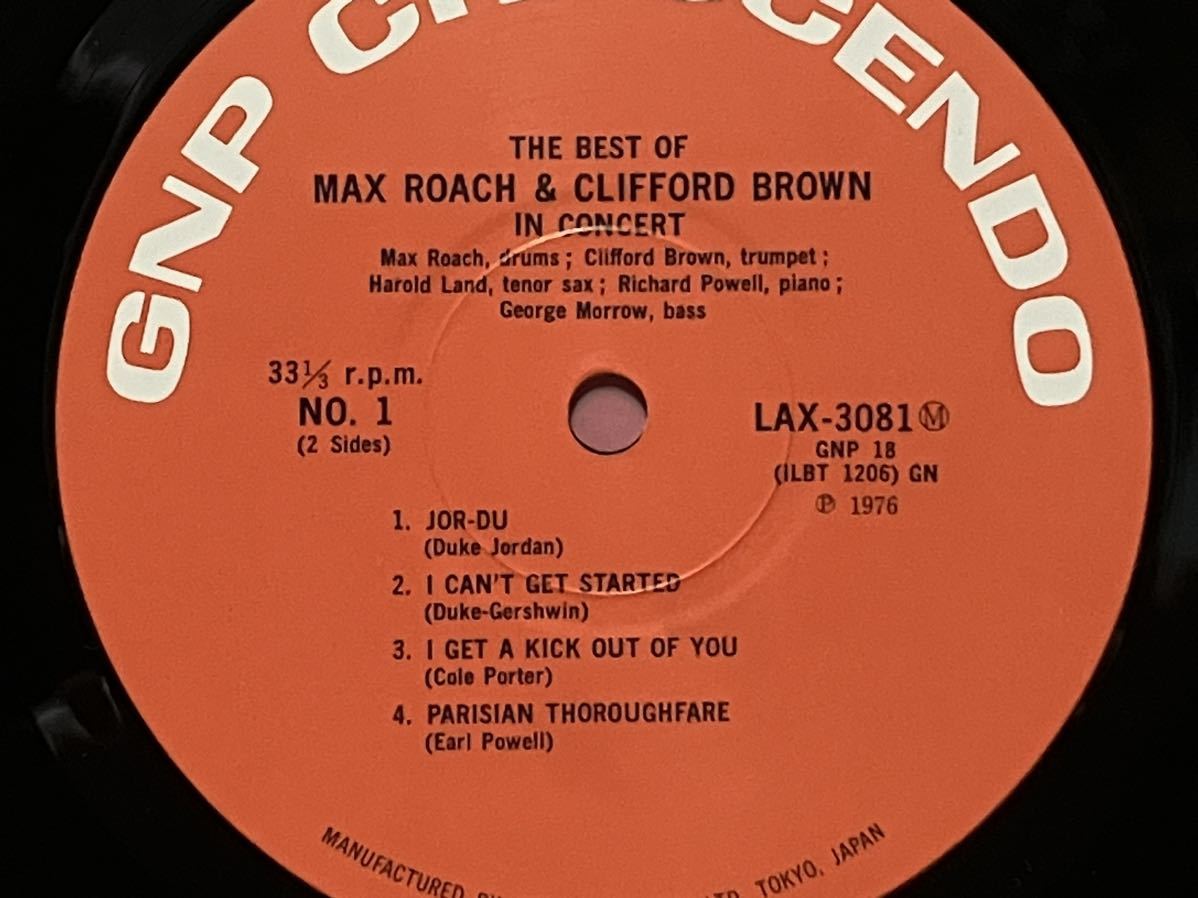 GNP CRESCENDO
THE BEST OF
MAX ROACH & CLIFFORD BROWN
IN CONCERT
Max Roach, drums ; Clifford Brown, trumpet ;
Harold Land, tenor sax ; Richard Powell, piano ;
George Morrow, bass
33⅓ r.p.m.
NO. 1
(2 Sides)
LAX-3081 Ⓜ
GNP 18
(ILBT 1206) GN
℗ 1976
1. JOR-DU
(Duke Jordan)
2. I CAN'T GET STARTED
(Duke-Gershwin)
3. I GET A KICK OUT OF YOU
(Cole Porter)
4. PARISIAN THOROUGHFARE
(Earl Powell)
MANUFACTURED TOKYO, JAPAN